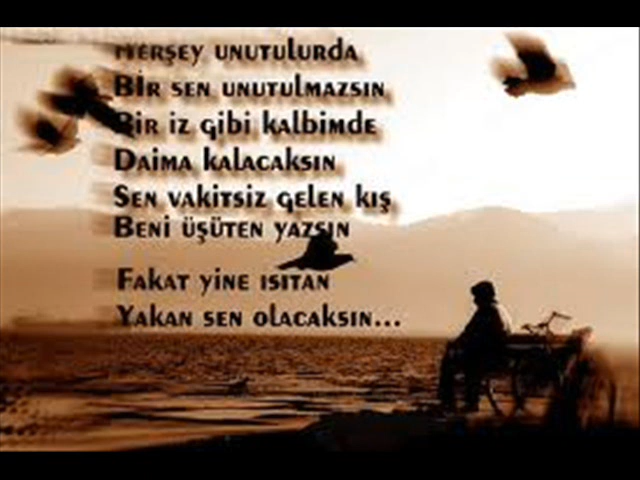 Herşey unutulurda
Bir sen unutulmazsın
Bir iz gibi kalbimde
Daima kalacaksın
Sen vakitsiz gelen kış
Beni üşüten yazsın
Fakat yine ısıtan
Yakan sen olacaksın...